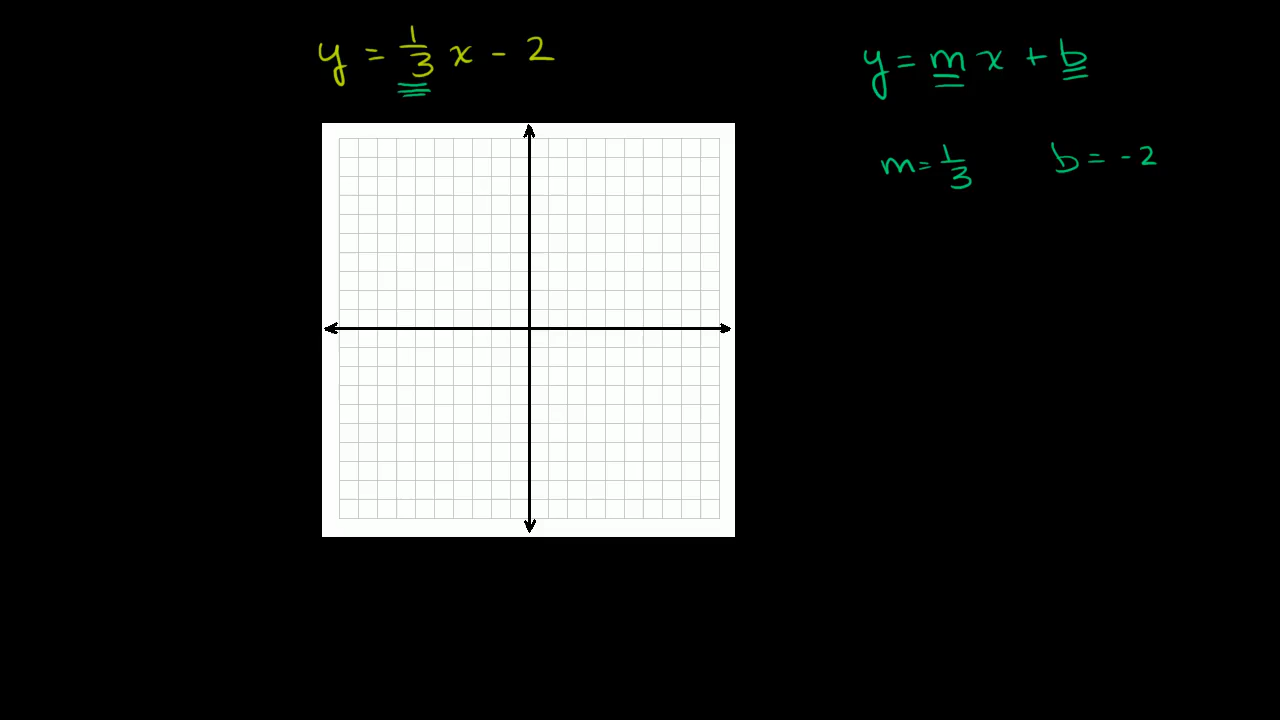 y = 1/3 x - 2
y = mx + b
m = 1/3 b = -2